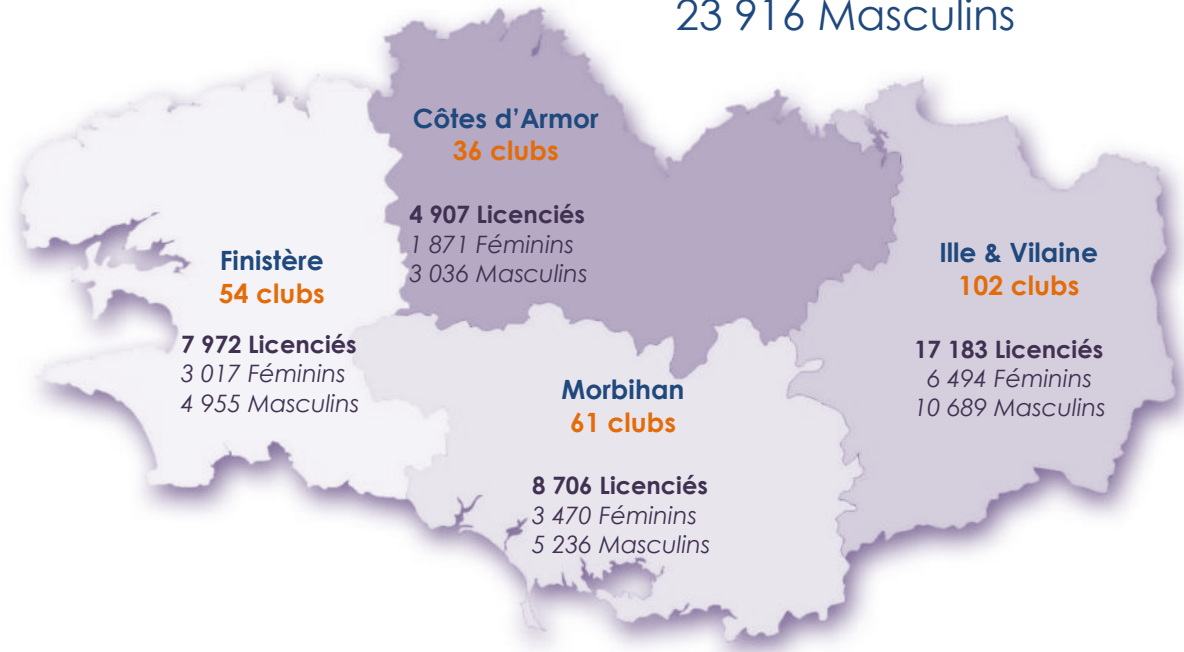 23 916 Masculins
Côtes d'Armor
36 clubs
4 907 Licenciés
1 871 Féminins
3 036 Masculins
Finistère
54 clubs
7 972 Licenciés
3 017 Féminins
4 955 Masculins
Ille & Vilaine
102 clubs
17 183 Licenciés
6 494 Féminins
10 689 Masculins
Morbihan
61 clubs
8 706 Licenciés
3 470 Féminins
5 236 Masculins